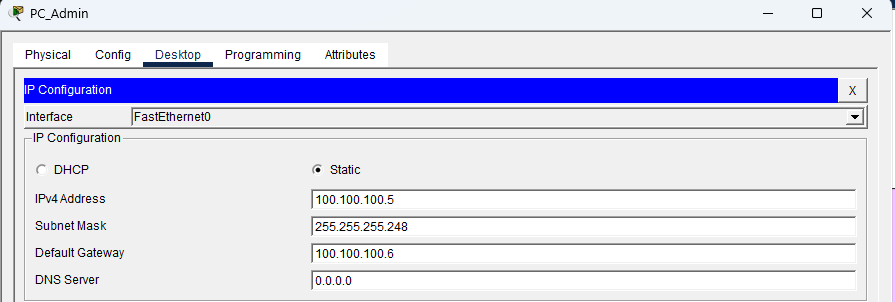 PC_Admin
Physical Config Desktop Programming Attributes
IP Configuration X
Interface FastEthernet0
IP Configuration
DHCP Static
IPv4 Address 100.100.100.5
Subnet Mask 255.255.255.248
Default Gateway 100.100.100.6
DNS Server 0.0.0.0